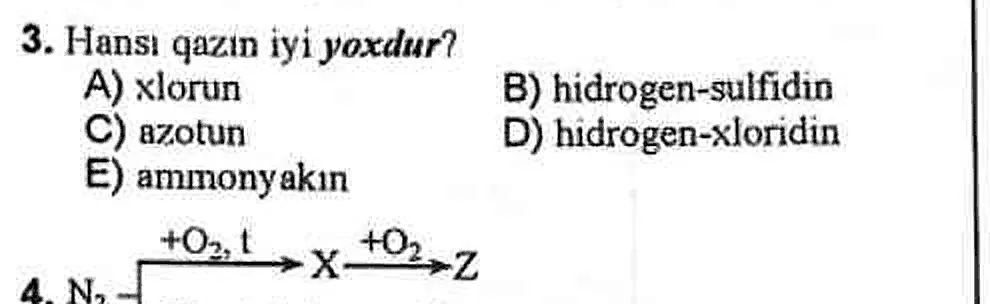 3. Hansı qazın iyi yoxdur?
A) xlorun B) hidrogen-sulfidin
C) azotun D) hidrogen-xloridin
E) ammonyakın
+O₂, t +O₂
4. N₂ X Z